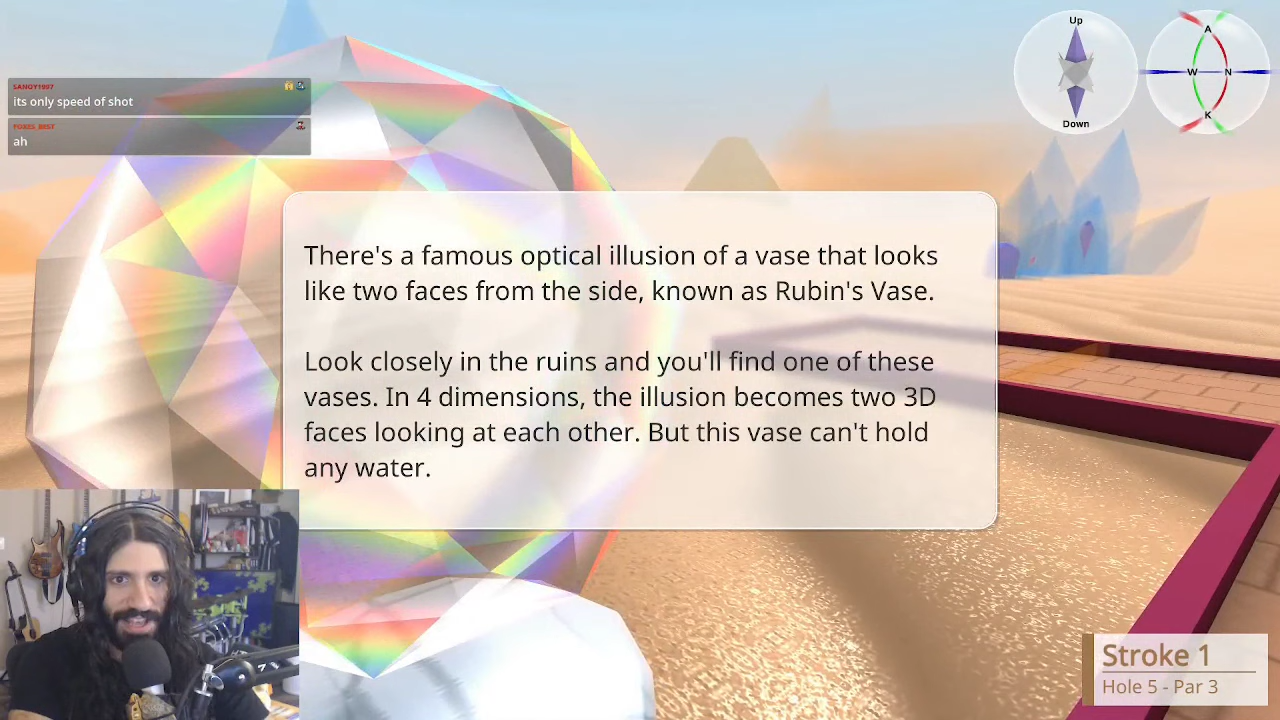 Up
A
W N
K
Down
SANGY1997
its only speed of shot
ah
There's a famous optical illusion of a vase that looks
like two faces from the side, known as Rubin's Vase.
Look closely in the ruins and you'll find one of these
vases. In 4 dimensions, the illusion becomes two 3D
faces looking at each other. But this vase can't hold
any water.
Stroke 1
Hole 5 - Par 3